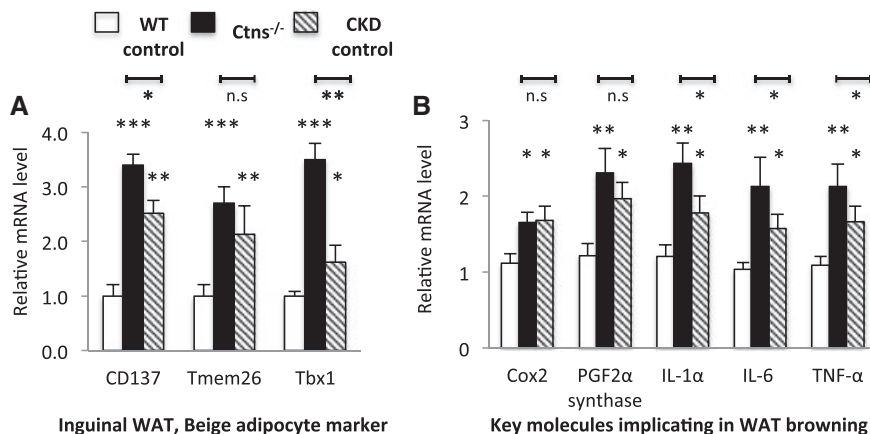 WT control
Ctns-/-
CKD control
* n.s **
n.s n.s * * *
A
*** *** ***
** ** *
4.0
3.0
2.0
1.0
0.0
Relative mRNA level
CD137 Tmem26 Tbx1
Inguinal WAT, Beige adipocyte marker
B
** ** ** **
* * * * * *
3
2
1
0
Relative mRNA level
Cox2 PGF2α synthase IL-1α IL-6 TNF-α
Key molecules implicating in WAT browning